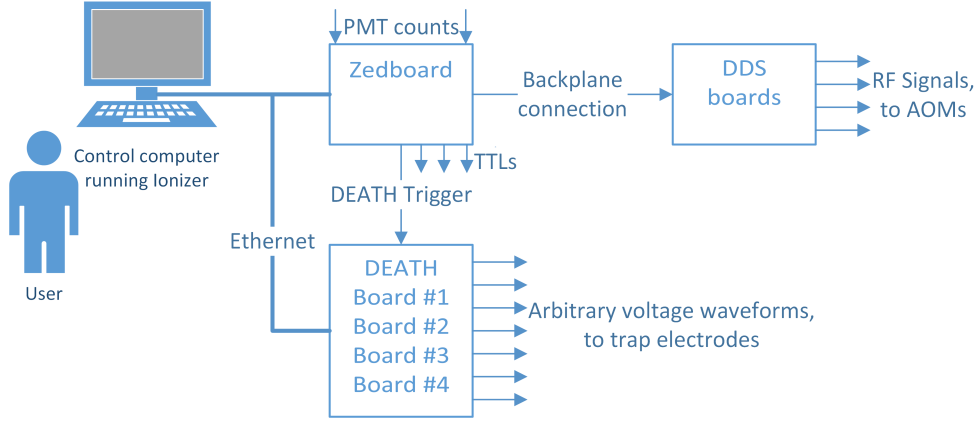 PMT counts
Zedboard
Backplane
connection
DDS
boards
RF Signals,
to AOMs
Control computer
running Ionizer
TTLs
DEATH Trigger
Ethernet
User
DEATH
Board #1
Board #2
Board #3
Board #4
Arbitrary voltage waveforms,
to trap electrodes